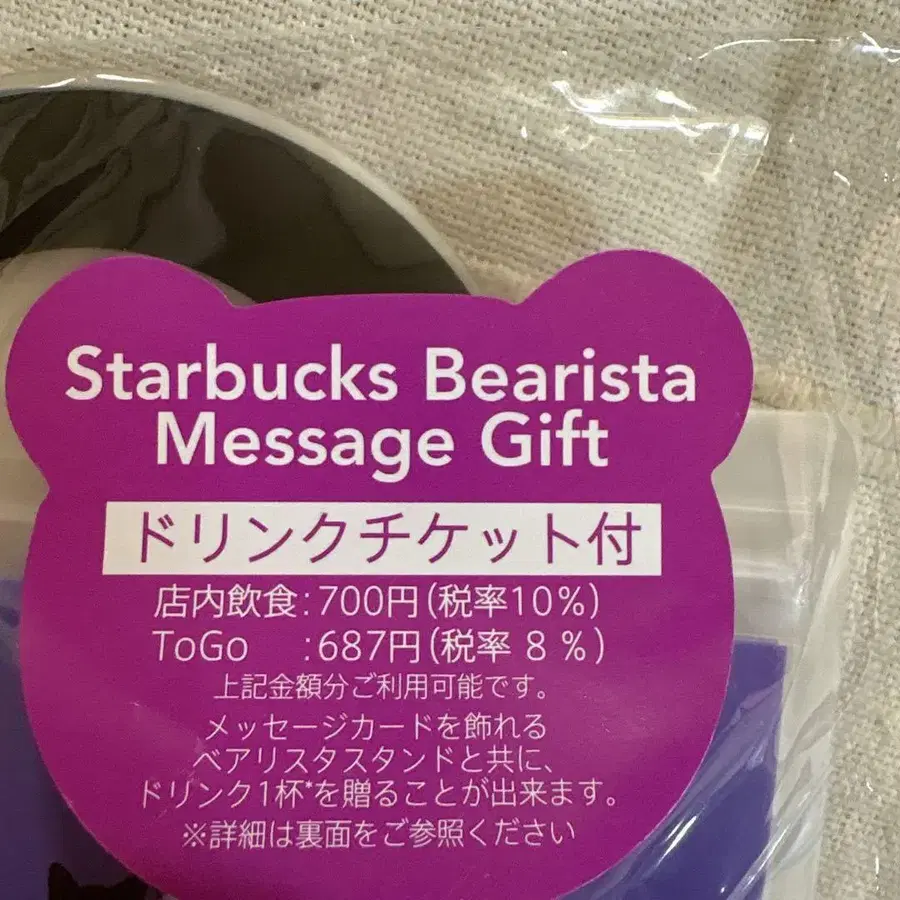 Starbucks Bearista
Message Gift
ドリンクチケット付
店内飲食:700円(税率10%)
ToGo :687円(税率 8 %)
上記金額分ご利用可能です。
メッセージカードを飾れる
ベアリスタスタンドと共に、
ドリンク1杯*を贈ることが出来ます。
※詳細は裏面をご参照ください